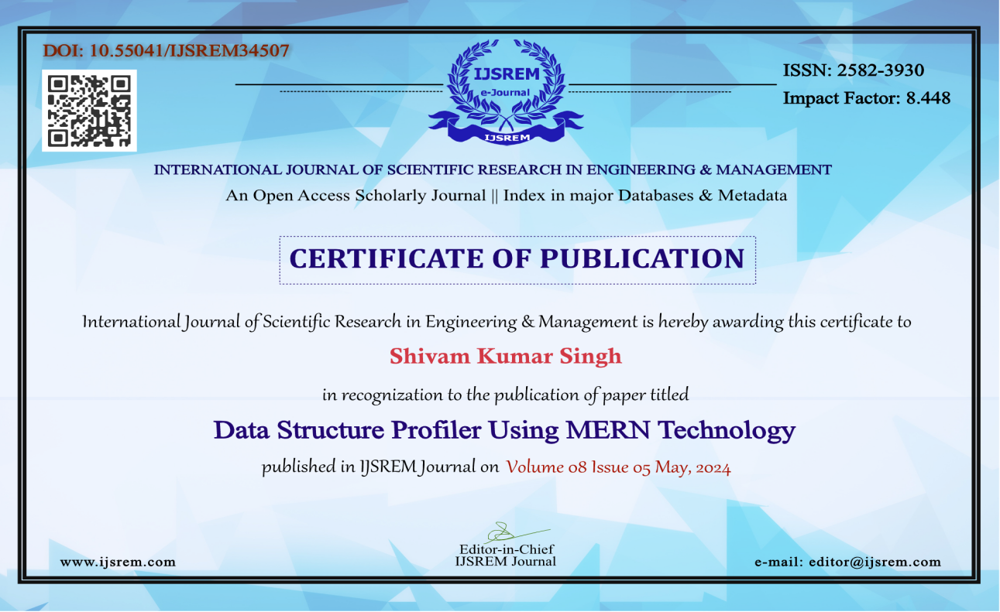 DOI: 10.55041/IJSREM34507
IJSREM
e-Journal
IJSREM
ISSN: 2582-3930
Impact Factor: 8.448
INTERNATIONAL JOURNAL OF SCIENTIFIC RESEARCH IN ENGINEERING & MANAGEMENT
An Open Access Scholarly Journal || Index in major Databases & Metadata
CERTIFICATE OF PUBLICATION
International Journal of Scientific Research in Engineering & Management is hereby awarding this certificate to
Shivam Kumar Singh
in recognization to the publication of paper titled
Data Structure Profiler Using MERN Technology
published in IJSREM Journal on Volume 08 Issue 05 May, 2024
Editor-in-Chief
IJSREM Journal
www.ijsrem.com
e-mail: editor@ijsrem.com